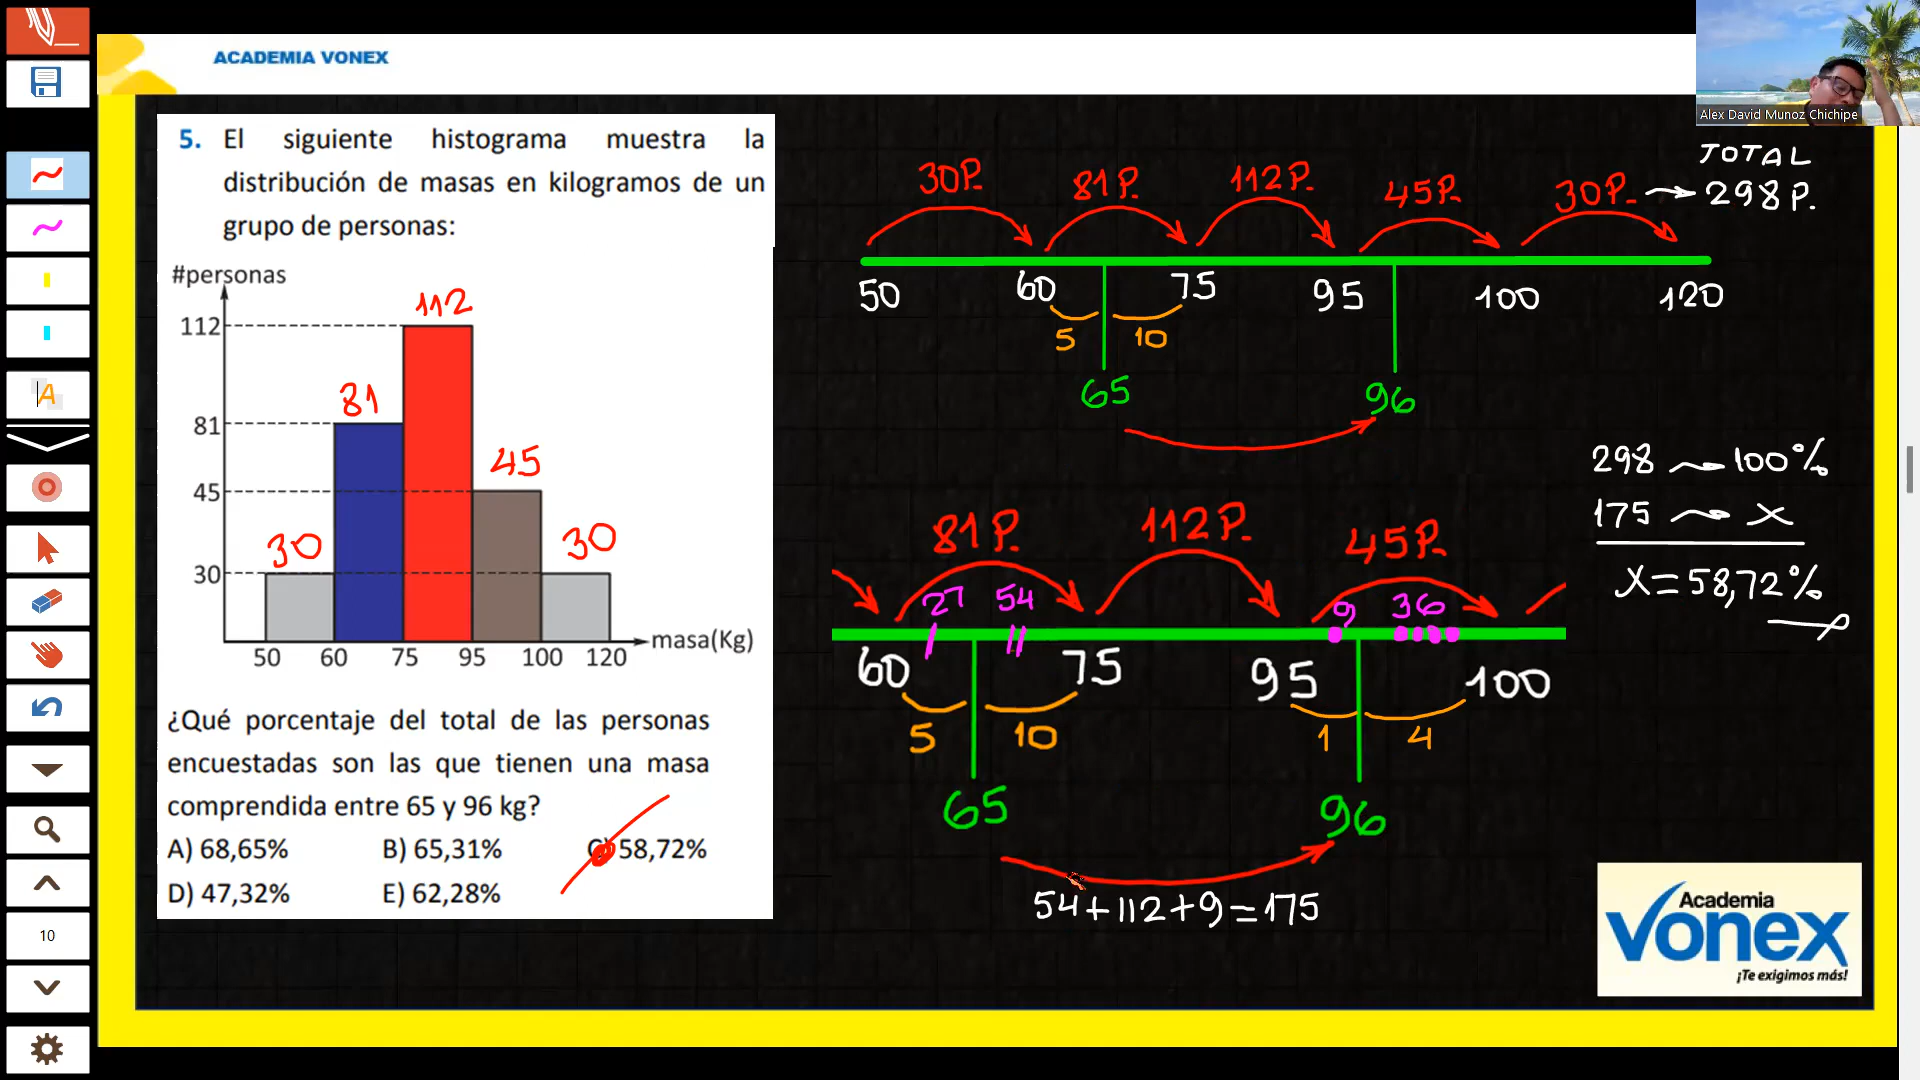 ACADEMIA VONEX
Alex David Munoz Chichipe
5. El siguiente histograma muestra la
distribución de masas en kilogramos de un
grupo de personas:
#personas
112
81
45
30
50 60 75 95 100 120
masa(Kg)
30
81
112
45
30
¿Qué porcentaje del total de las personas
encuestadas son las que tienen una masa
comprendida entre 65 y 96 kg?
A) 68,65% B) 65,31% C) 58,72%
D) 47,32% E) 62,28%
30P. 81P. 112P. 45P. 30P.
TOTAL
298P.
50 60 75 95 100 120
5 10
65 96
81P. 112P. 45P.
27 54 9 36
60 75 95 100
5 10 1 4
65 96
54+112+9=175
298 100%
175 x
x=58,72%
Academia
vonex
¡Te exigimos más!
A
10